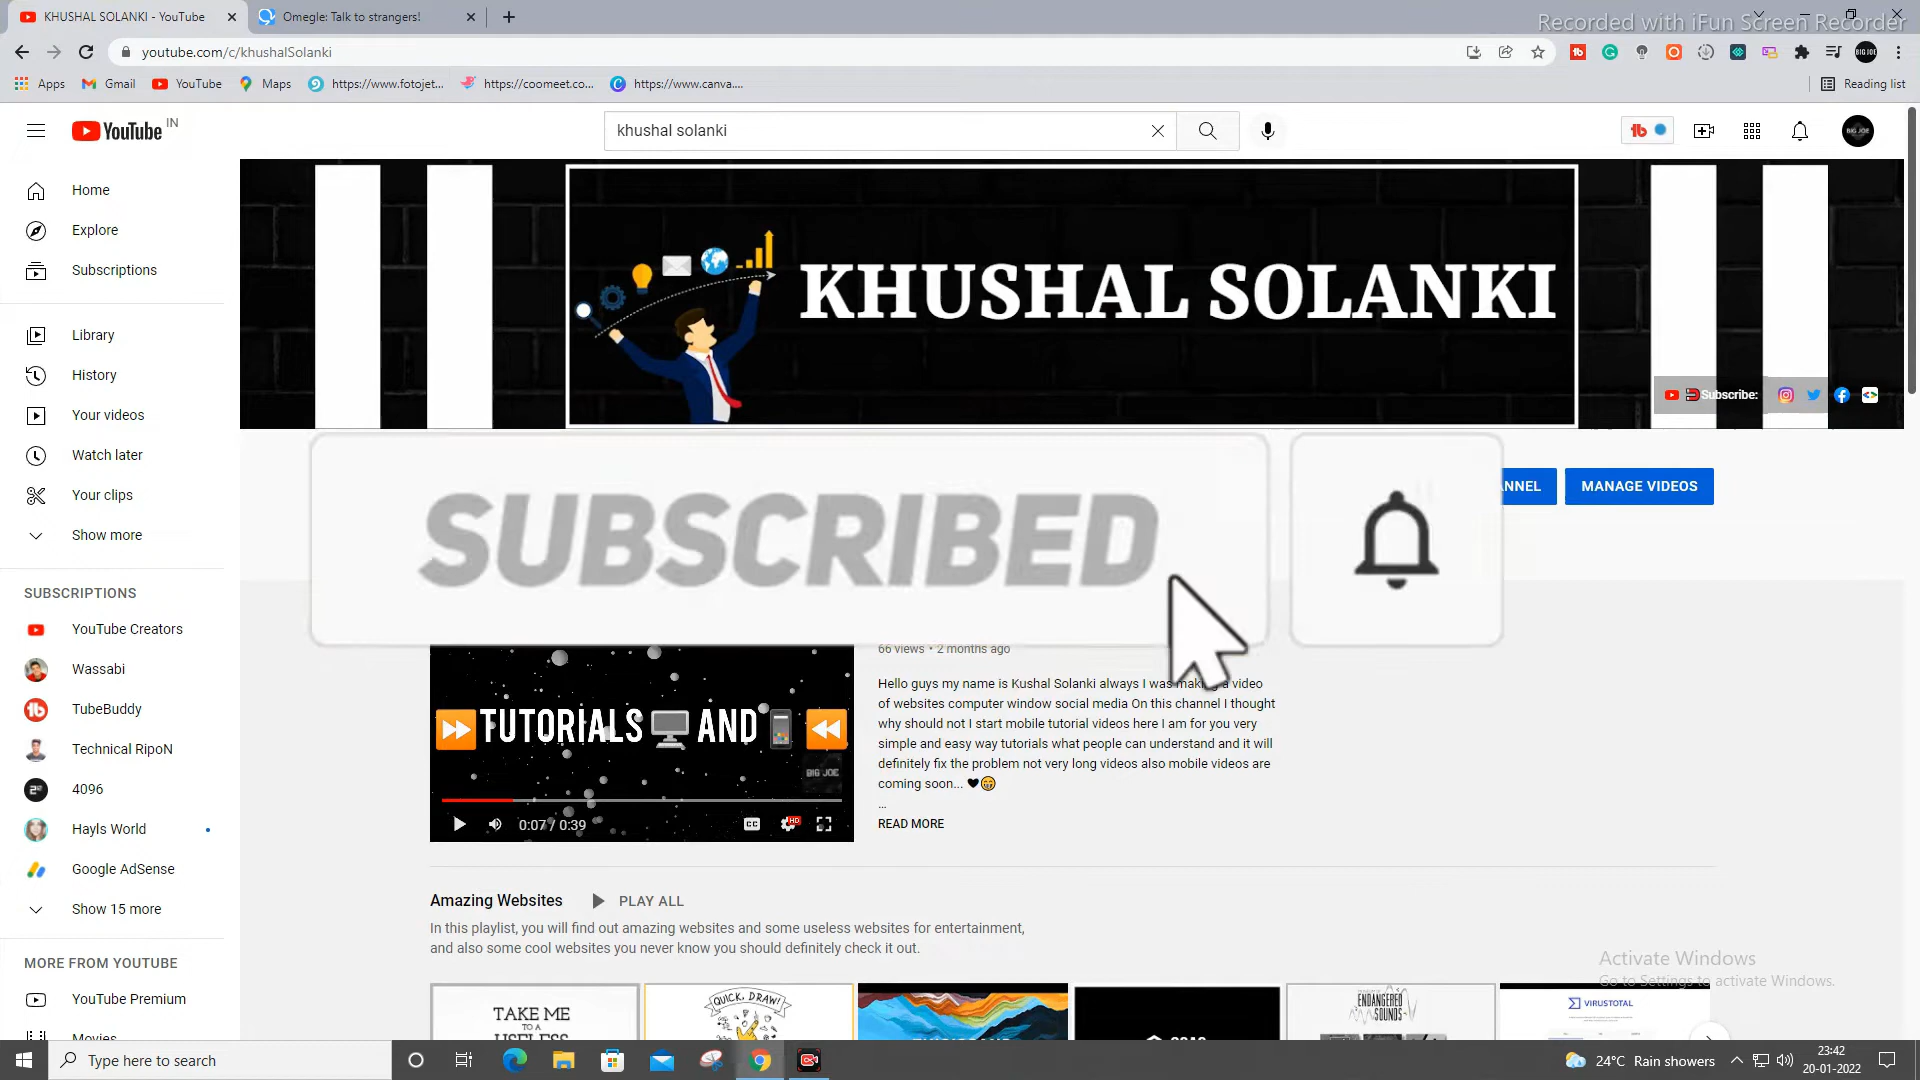 KHUSHAL SOLANKI - YouTube
Omegle: Talk to strangers!
Recorded with iFun Screen Recorder
youtube.com/c/khushalSolanki
Apps
Gmail
YouTube
Maps
https://www.fotojet...
https://coomeet.co...
https://www.canva....
Reading list
YouTube IN
khushal solanki
BIG JOE
Home
Explore
Subscriptions
Library
History
Your videos
Watch later
Your clips
Show more
KHUSHAL SOLANKI
Subscribe:
SUBSCRIBED
MANAGE VIDEOS
SUBSCRIPTIONS
YouTube Creators
Wassabi
TubeBuddy
Technical RipoN
4096
Hayls World
Google AdSense
Show 15 more
MORE FROM YOUTUBE
YouTube Premium
Movies
66 views • 2 months ago
Hello guys my name is Kushal Solanki always I was making a video
of websites computer window social media On this channel I thought
why should not I start mobile tutorial videos here I am for you very
simple and easy way tutorials what people can understand and it will
definitely fix the problem not very long videos also mobile videos are
coming soon... 🖤😁
...
READ MORE
TUTORIALS AND
BIG JOE
0:07 / 0:39
Amazing Websites
PLAY ALL
In this playlist, you will find out amazing websites and some useless websites for entertainment,
and also some cool websites you never know you should definitely check it out.
TAKE ME
TO A
USELESS
QUICK, DRAW!
ENDANGERED
SOUNDS
VIRUSTOTAL
Activate Windows
Go to Settings to activate Windows.
Type here to search
24°C Rain showers
23:42
20-01-2022